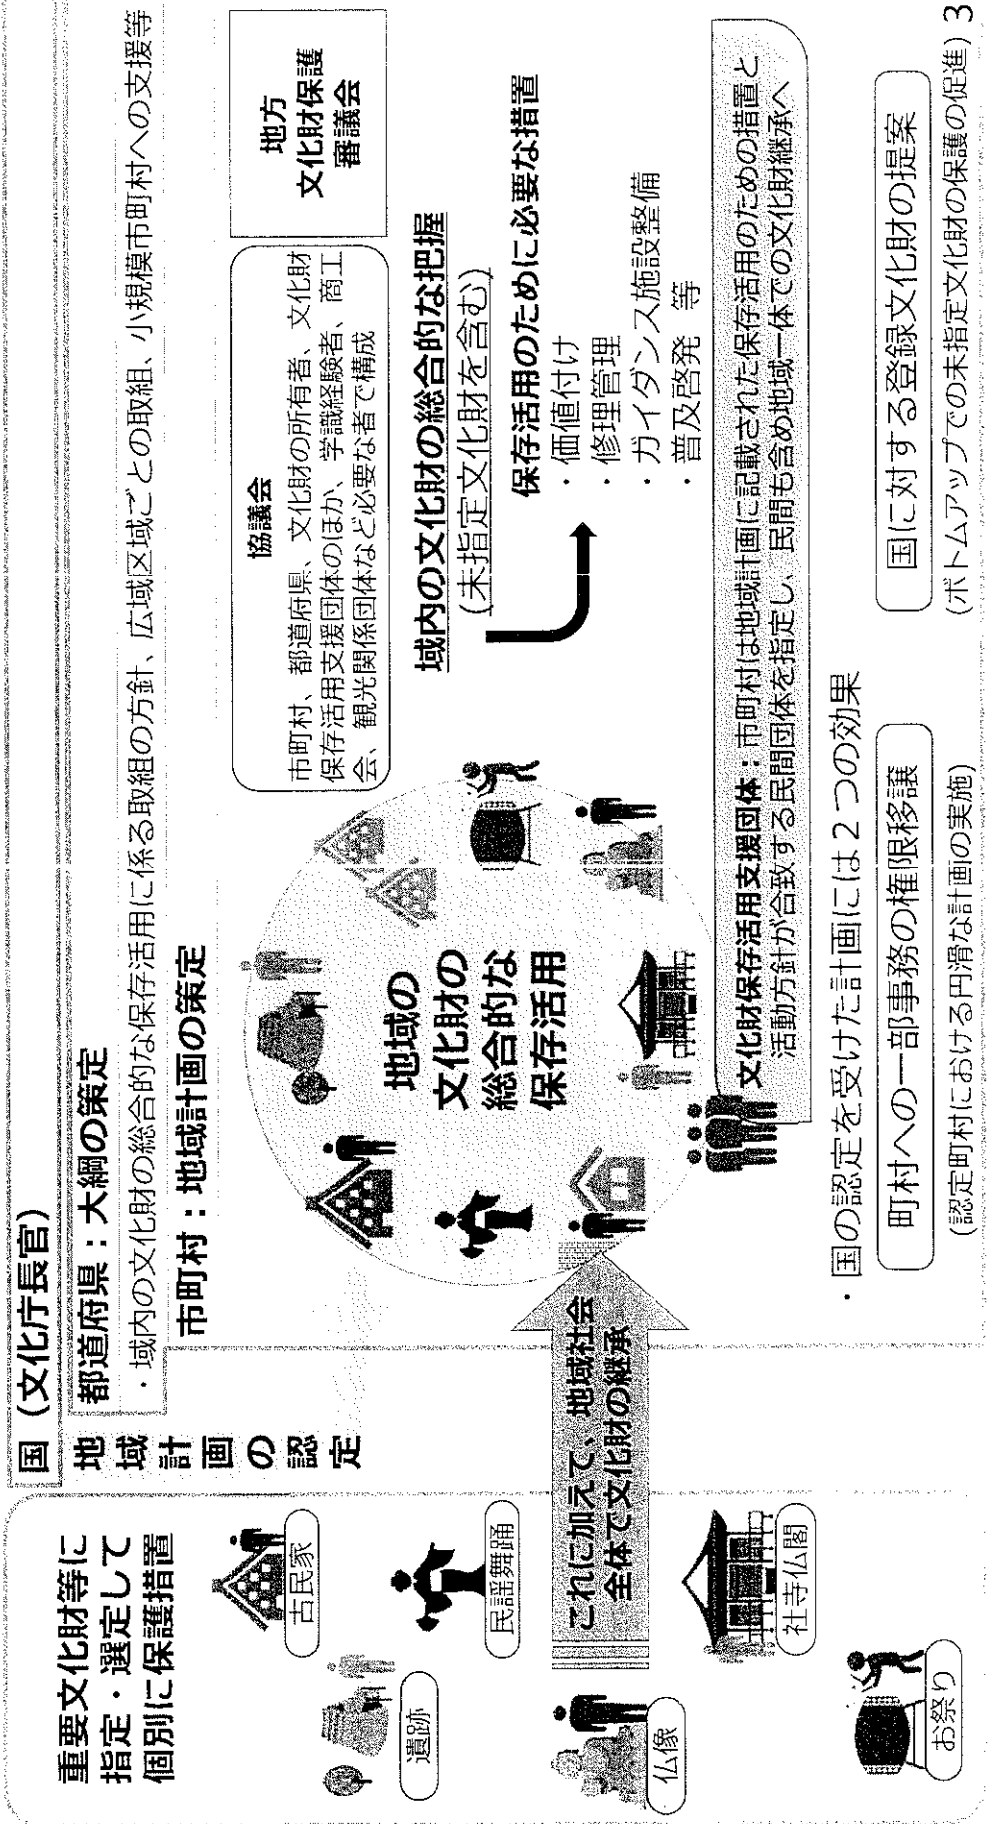 重要文化財等に
指定・選定して
個別に保護措置
古民家
遺跡
民謡舞踊
仏像
社寺仏閣
お祭り
これに加えて、地域社会
全体で文化財の継承
国（文化庁長官）
地域計画の認定
都道府県：大綱の策定
・域内の文化財の総合的な保存活用に係る取組の方針、広域区域ごとの取組、小規模市町村への支援等
市町村：地域計画の策定
地域の
文化財の
総合的な
保存活用
協議会
市町村、都道府県、文化財の所有者、文化財
保存活用支援団体のほか、学識経験者、商工
会、観光関係団体など必要な者で構成
地方
文化財保護
審議会
域内の文化財の総合的な把握
（未指定文化財を含む）
保存活用のために必要な措置
・価値付け
・修理管理
・ガイダンス施設整備
・普及啓発 等
文化財保存活用支援団体：市町村は地域計画に記載された保存活用のための措置と
活動方針が合致する民間団体を指定し、民間も含め地域一体での文化財継承へ
・国の認定を受けた計画には２つの効果
町村への一部事務の権限移譲
（認定町村における円滑な計画の実施）
国に対する登録文化財の提案
（ボトムアップでの未指定文化財の保護の促進）
3